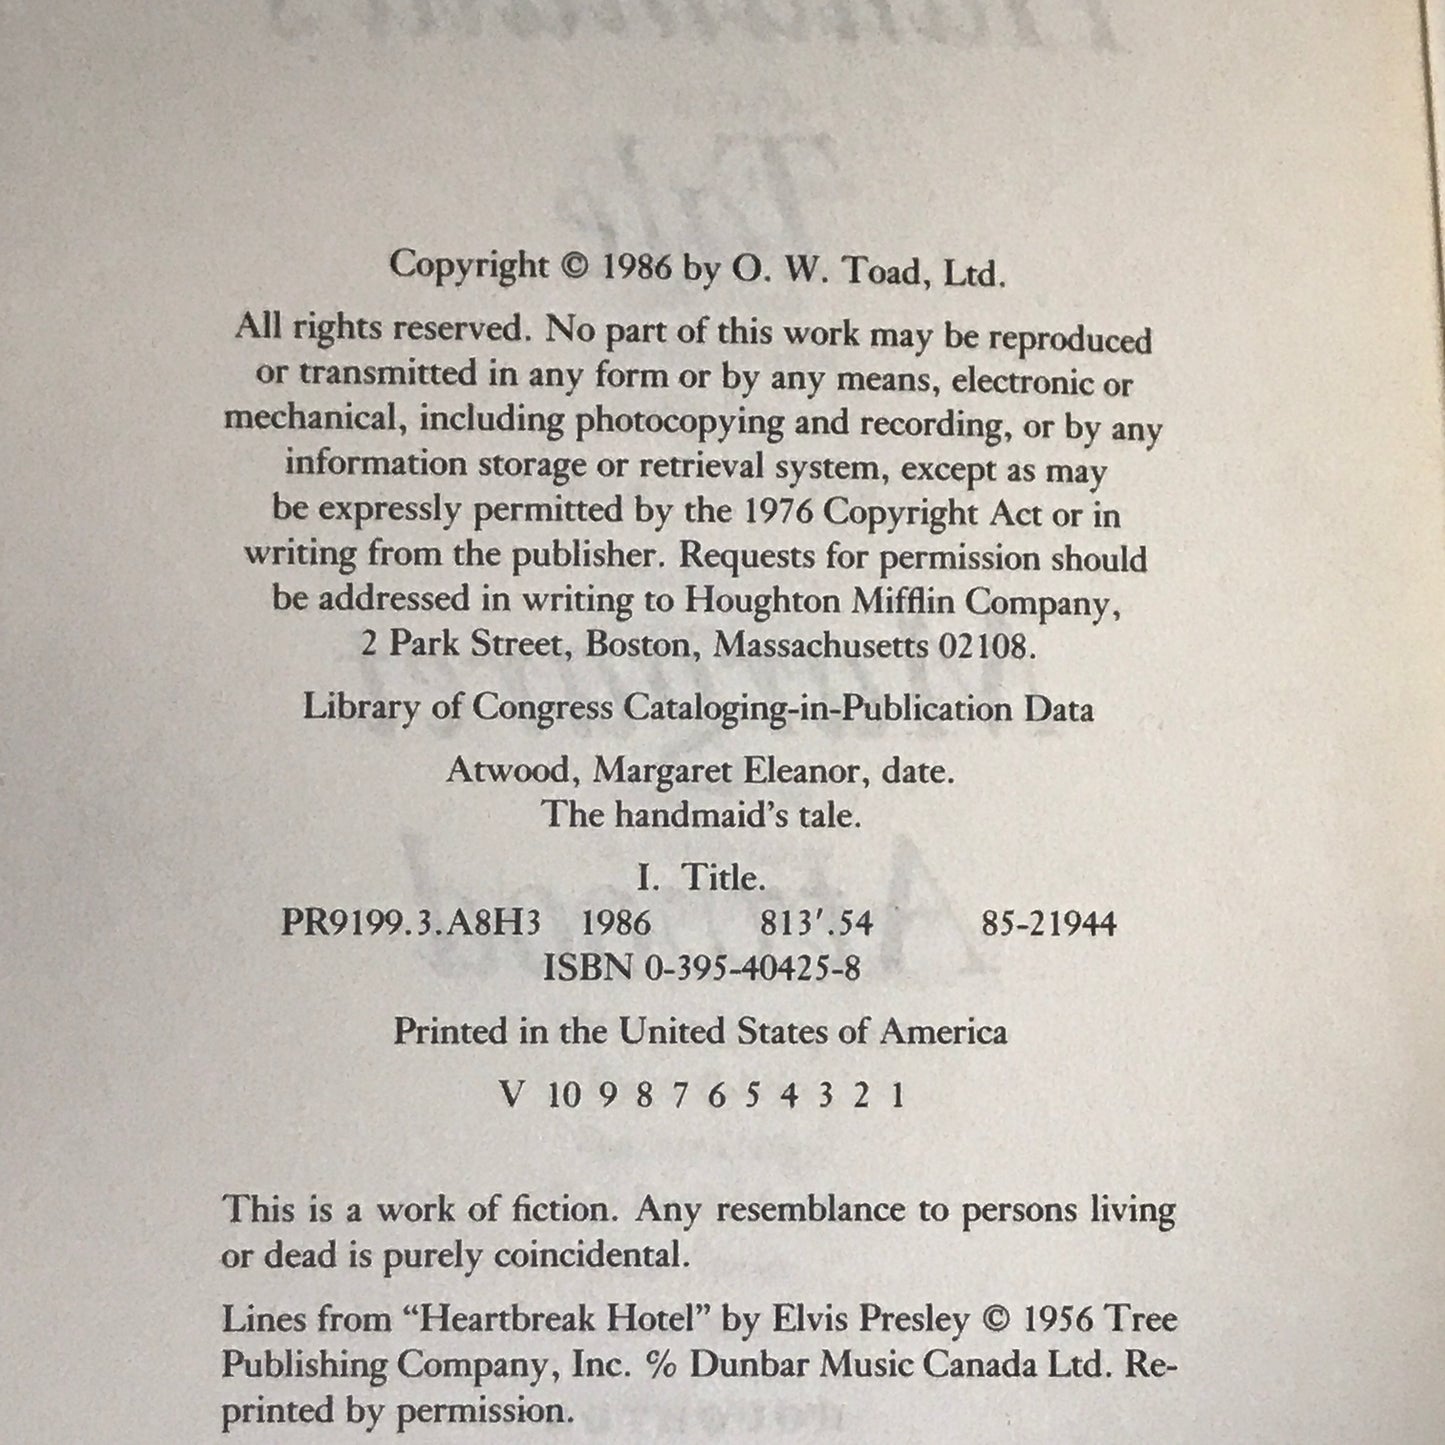 Copyright © 1986 by O. W. Toad, Ltd.
All rights reserved. No part of this work may be reproduced
or transmitted in any form or by any means, electronic or
mechanical, including photocopying and recording, or by any
information storage or retrieval system, except as may
be expressly permitted by the 1976 Copyright Act or in
writing from the publisher. Requests for permission should
be addressed in writing to Houghton Mifflin Company,
2 Park Street, Boston, Massachusetts 02108.
Library of Congress Cataloging-in-Publication Data
Atwood, Margaret Eleanor, date.
The handmaid's tale.
I. Title.
PR9199.3.A8H3 1986 813′.54 85-21944
ISBN 0-395-40425-8
Printed in the United States of America
V 10 9 8 7 6 5 4 3 2 1
This is a work of fiction. Any resemblance to persons living
or dead is purely coincidental.
Lines from “Heartbreak Hotel” by Elvis Presley © 1956 Tree
Publishing Company, Inc. ℅ Dunbar Music Canada Ltd. Re-
printed by permission.